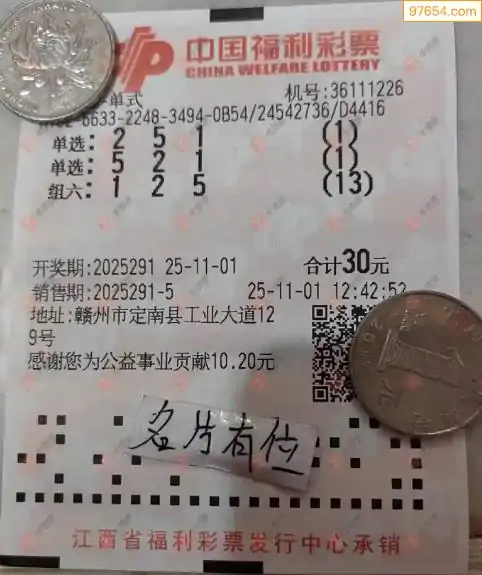 97654.com
中国福利彩票
CHINA WELFARE LOTTERY
单式 机号:36111226
6633-2248-3494-0B54/24542736/D4416
单选: 2 5 1 (1)
单选: 5 2 1 (1)
组六: 1 2 5 (13)
开奖期:2025291 25-11-01 合计30元
销售期:2025291-5 25-11-01 12:42:52
地址:赣州市定南县工业大道12
9号
感谢您为公益事业贡献10.20元
名片有位
江西省福利彩票发行中心承销